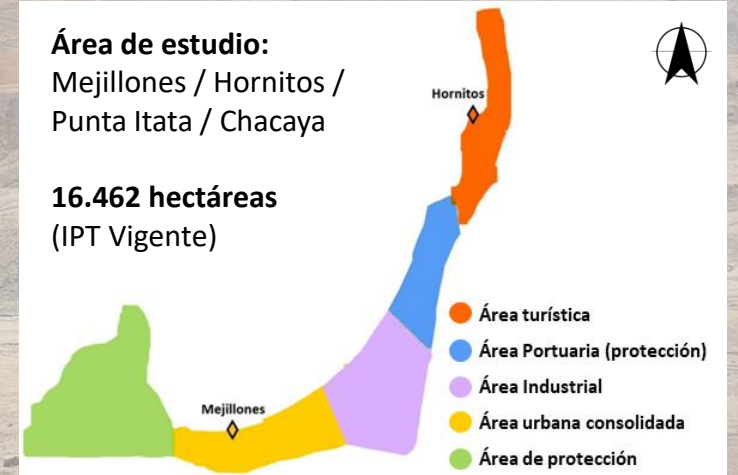 Área de estudio:
Mejillones / Hornitos /
Punta Itata / Chacaya
16.462 hectáreas
(IPT Vigente)
Hornitos
Mejillones
Área turística
Área Portuaria (protección)
Área Industrial
Área urbana consolidada
Área de protección